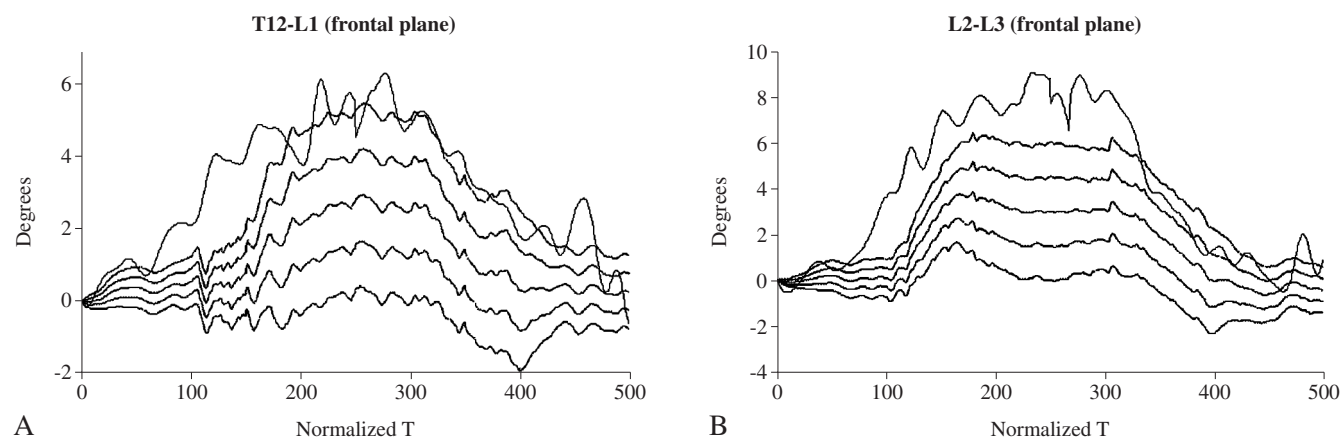 T12-L1 (frontal plane)
6
4
2
0
-2
Degrees
0 100 200 300 400 500
Normalized T
A
L2-L3 (frontal plane)
10
8
6
4
2
0
-2
-4
Degrees
0 100 200 300 400 500
Normalized T
B